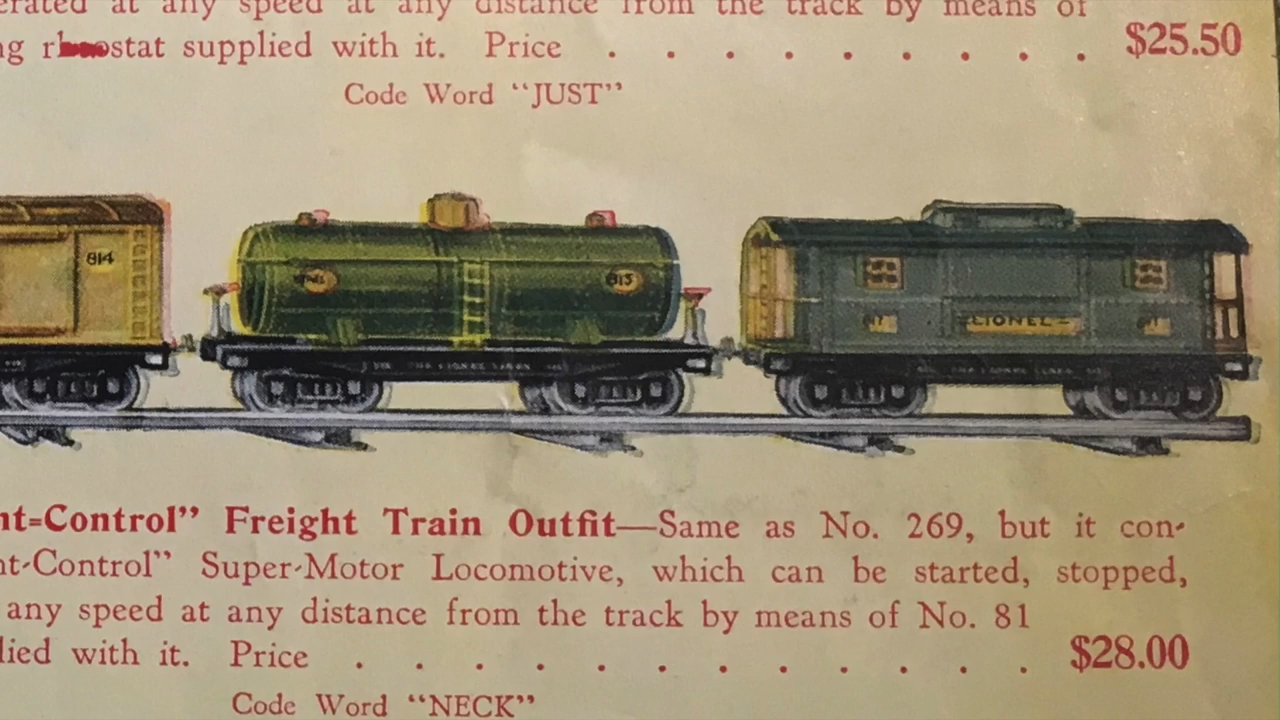 erated at any speed at any distance from the track by means of
ng rheostat supplied with it. Price . . . . . . . . . $25.50
Code Word "JUST"
814
815
LIONEL
nt-Control" Freight Train Outfit—Same as No. 269, but it con-
nt-Control" Super-Motor Locomotive, which can be started, stopped,
any speed at any distance from the track by means of No. 81
lied with it. Price . . . . . . . . . . . . $28.00
Code Word "NECK"